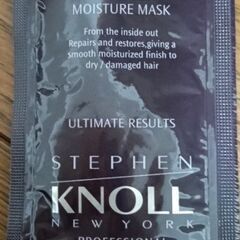 MOISTURE MASK
From the inside out
Repairs and restores,giving a
smooth moisturized finish to
dry / damaged hair
ULTIMATE RESULTS
STEPHEN
KNOLL
NEW YORK
PROFESSIONAL